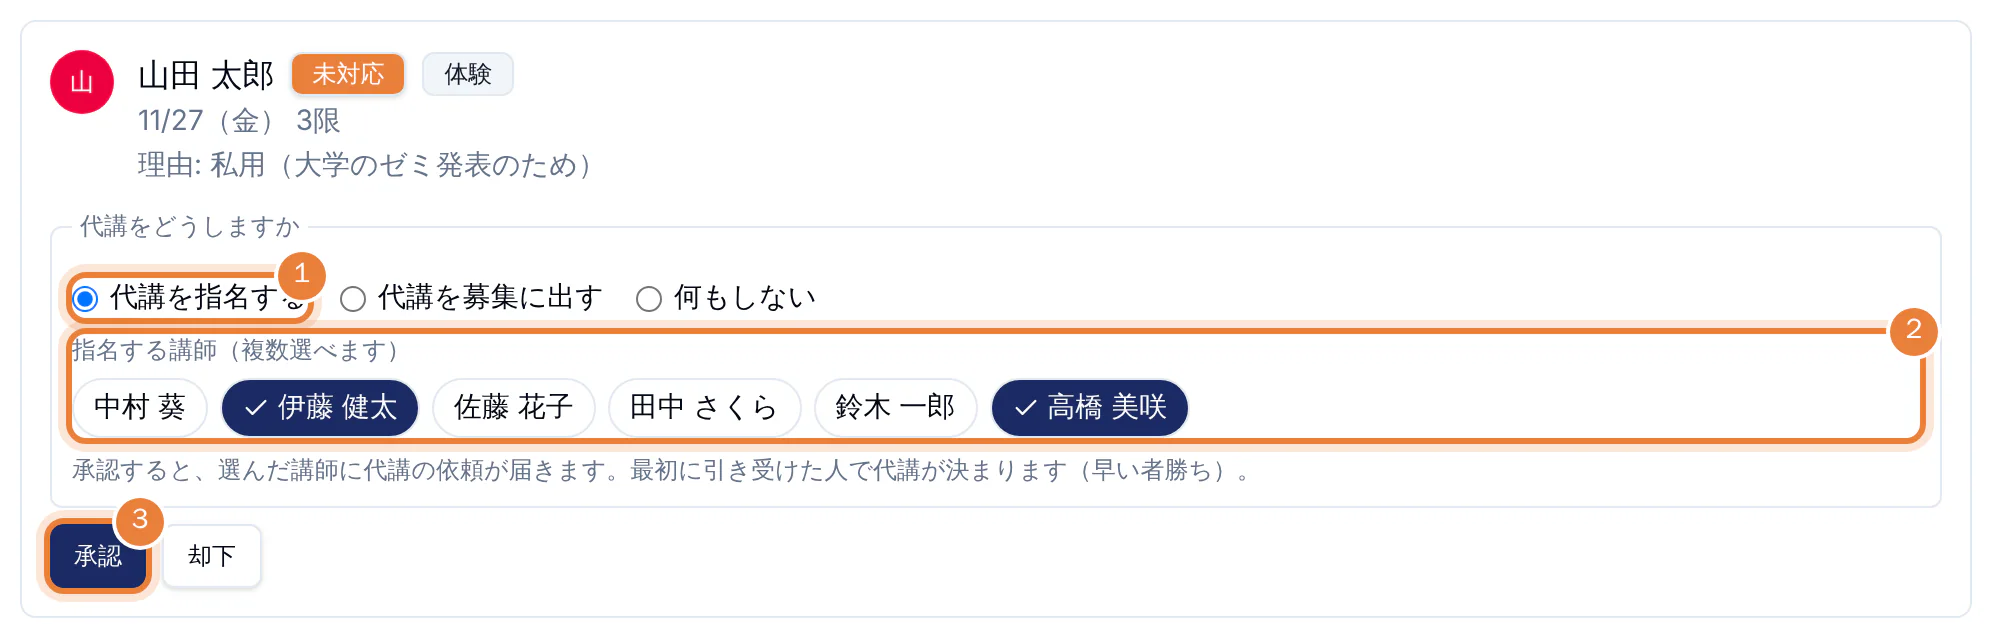 山 山田 太郎 未対応 体験
11/27（金） 3限
理由: 私用（大学のゼミ発表のため）
代講をどうしますか
代講を指名する 1 代講を募集に出す 何もしない
2
指名する講師（複数選べます）
中村 葵 伊藤 健太 佐藤 花子 田中 さくら 鈴木 一郎 高橋 美咲
承認すると、選んだ講師に代講の依頼が届きます。最初に引き受けた人で代講が決まります（早い者勝ち）。
3
承認 却下